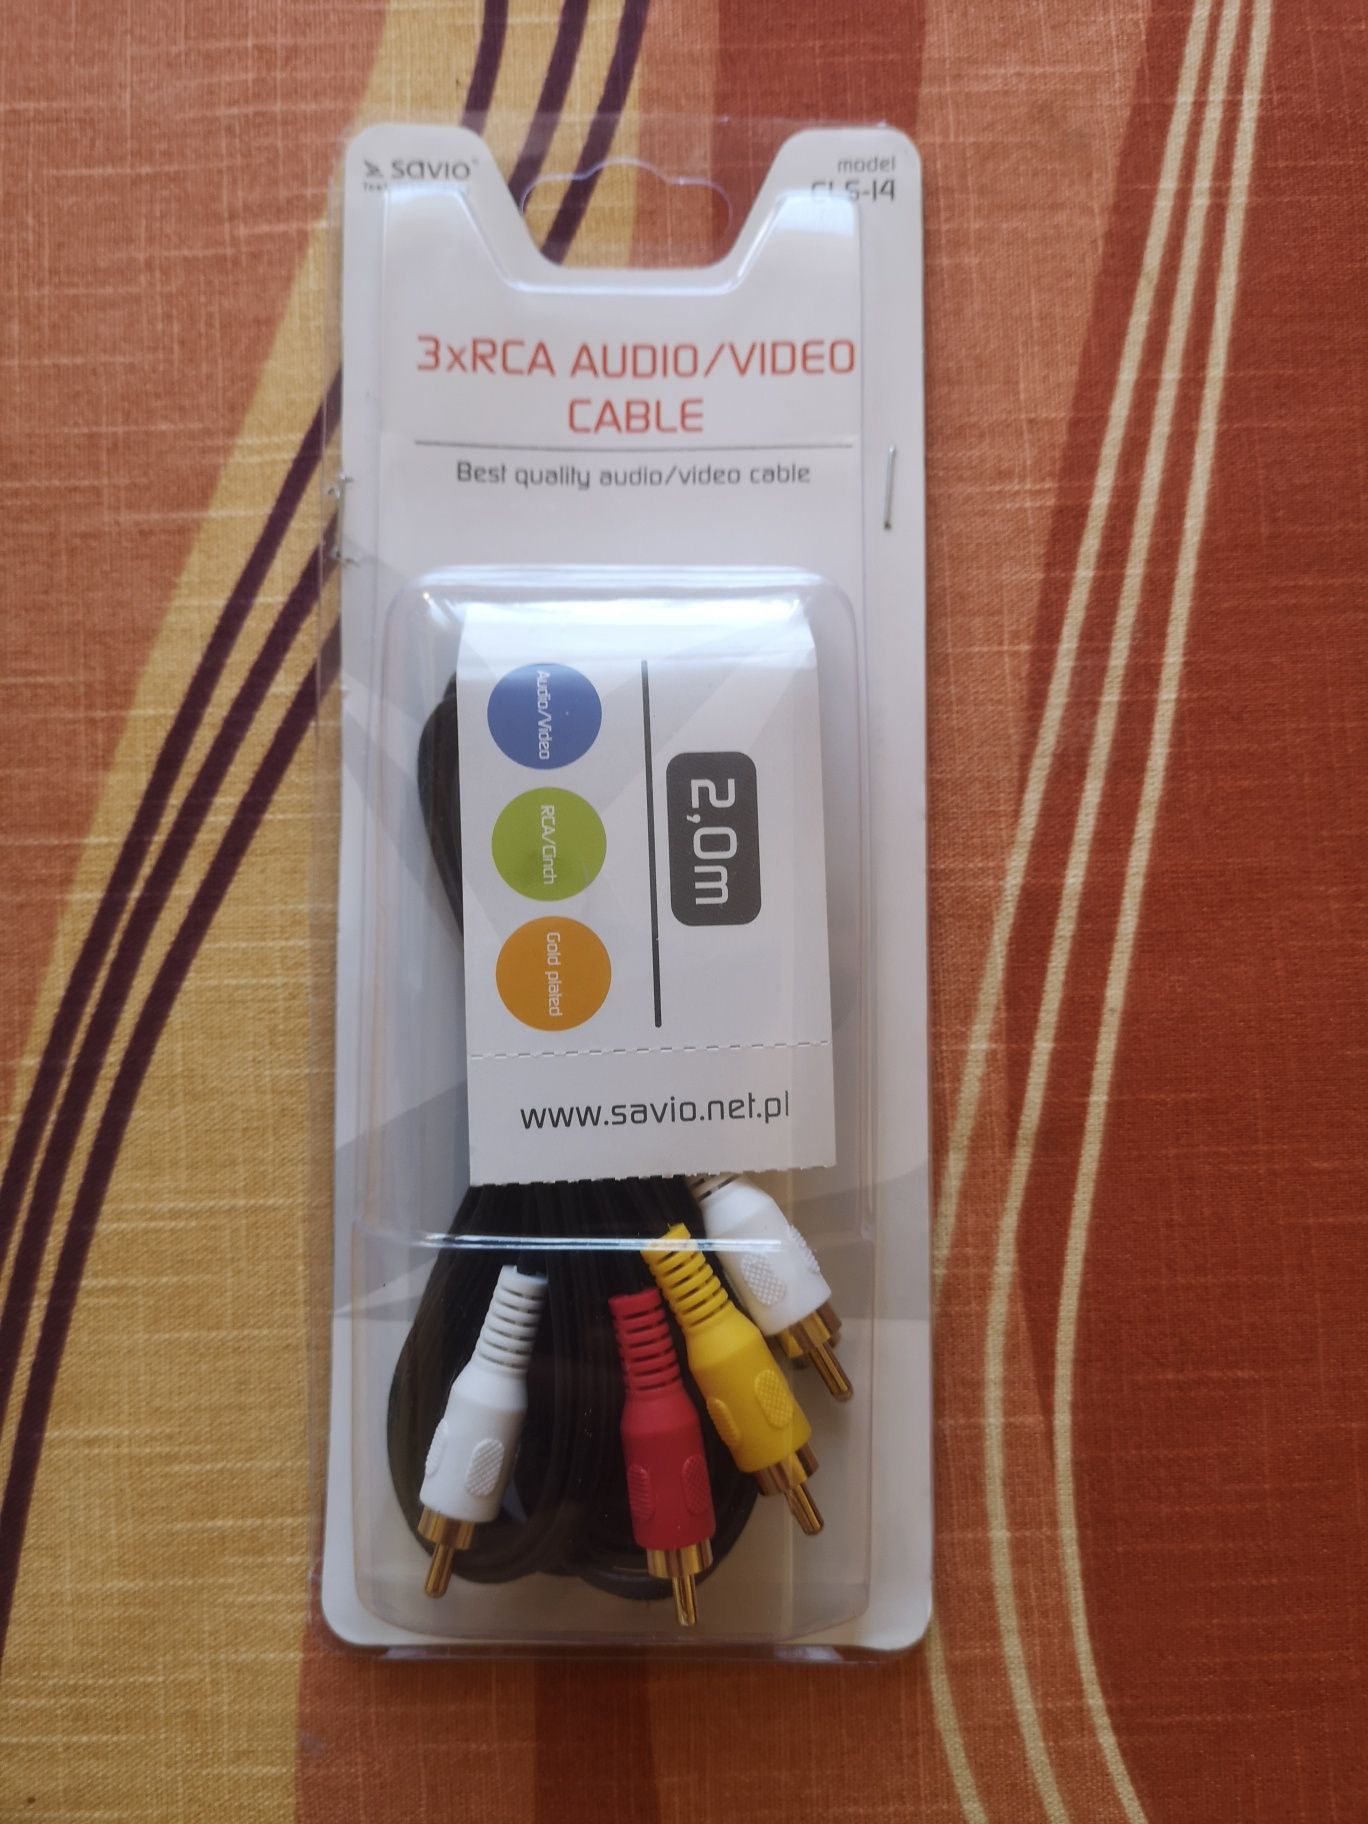 savio
model
CLS-14
3xRCA AUDIO/VIDEO
CABLE
Best quality audio/video cable
2,0m
Audio/Video
RCA/Cinch
Gold plated
www.savio.net.pl